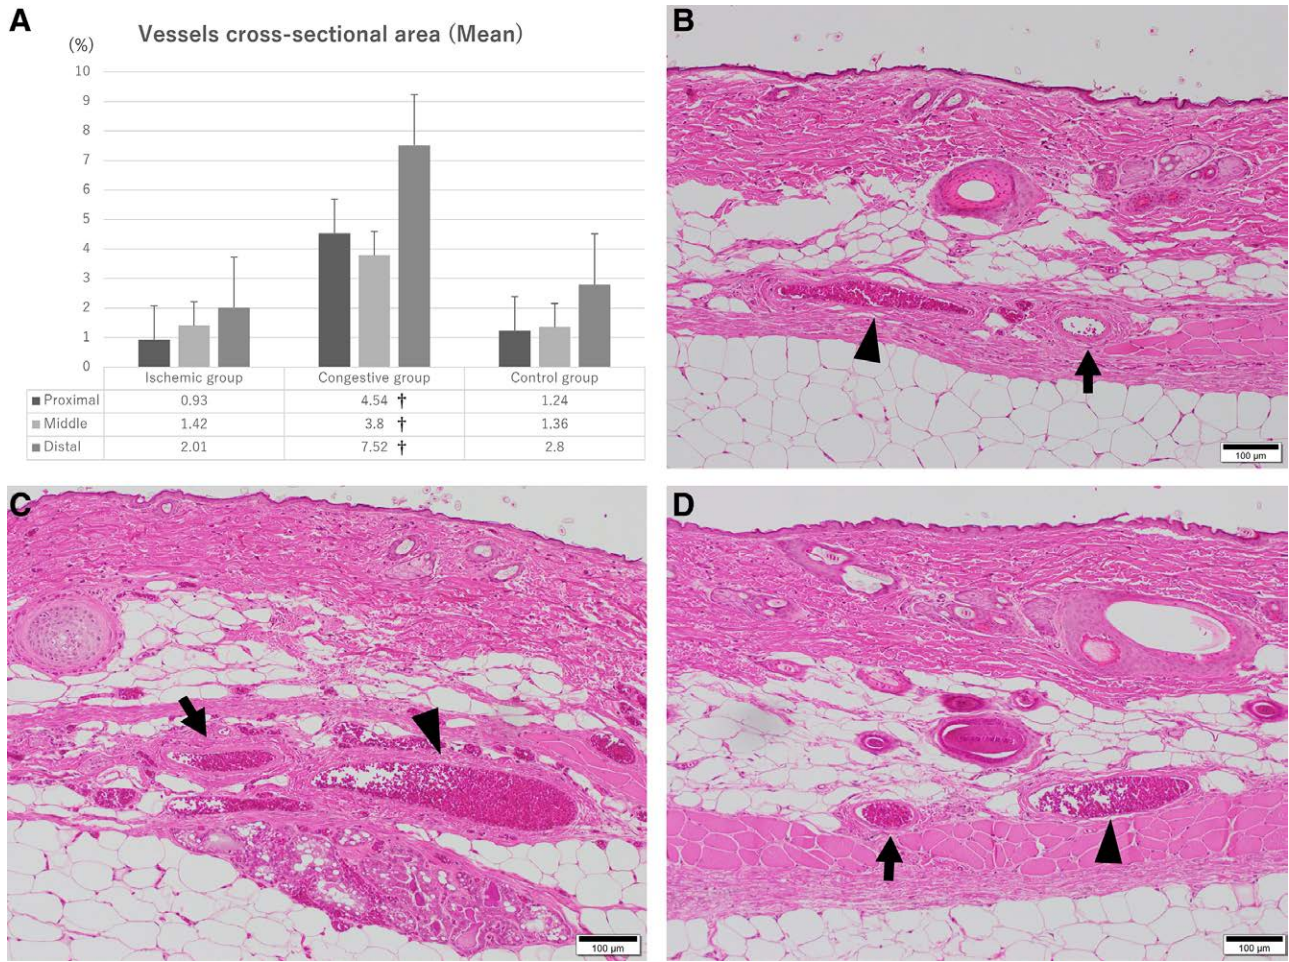 A
Vessels cross-sectional area (Mean)
(%)
10
9
8
7
6
5
4
3
2
1
0
Ischemic group Congestive group Control group
Proximal 0.93 4.54 † 1.24
Middle 1.42 3.8 † 1.36
Distal 2.01 7.52 † 2.8
B
100 µm
C
100 µm
D
100 µm